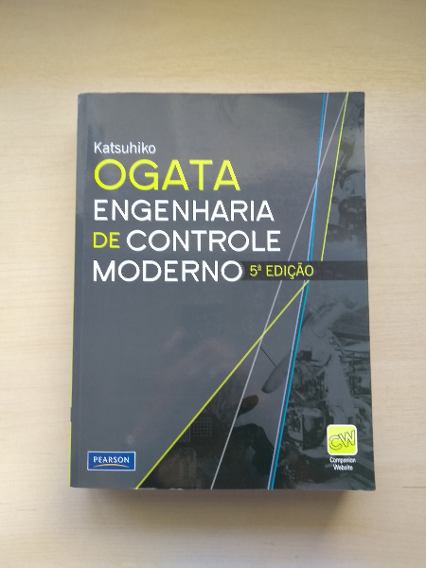 Katsuhiko
OGATA
ENGENHARIA
DE CONTROLE
MODERNO 5ª EDIÇÃO
PEARSON
CW
Companion
Website